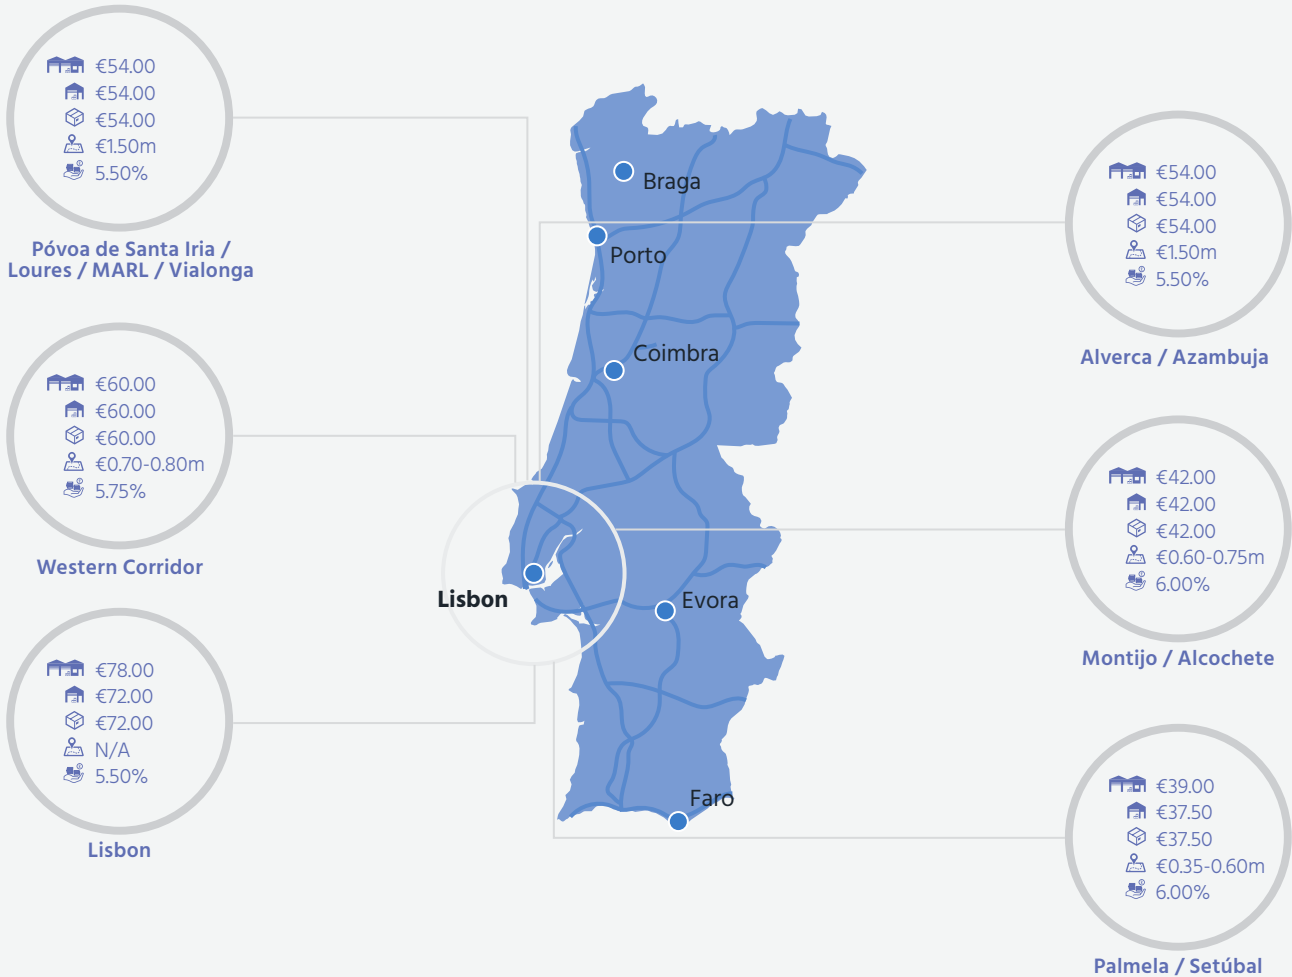 €54.00
€54.00
€54.00
€1.50m
5.50%
Póvoa de Santa Iria /
Loures / MARL / Vialonga
€60.00
€60.00
€60.00
€0.70-0.80m
5.75%
Western Corridor
€78.00
€72.00
€72.00
N/A
5.50%
Lisbon
Braga
Porto
Coimbra
Lisbon
Evora
Faro
€54.00
€54.00
€54.00
€1.50m
5.50%
Alverca / Azambuja
€42.00
€42.00
€42.00
€0.60-0.75m
6.00%
Montijo / Alcochete
€39.00
€37.50
€37.50
€0.35-0.60m
6.00%
Palmela / Setúbal